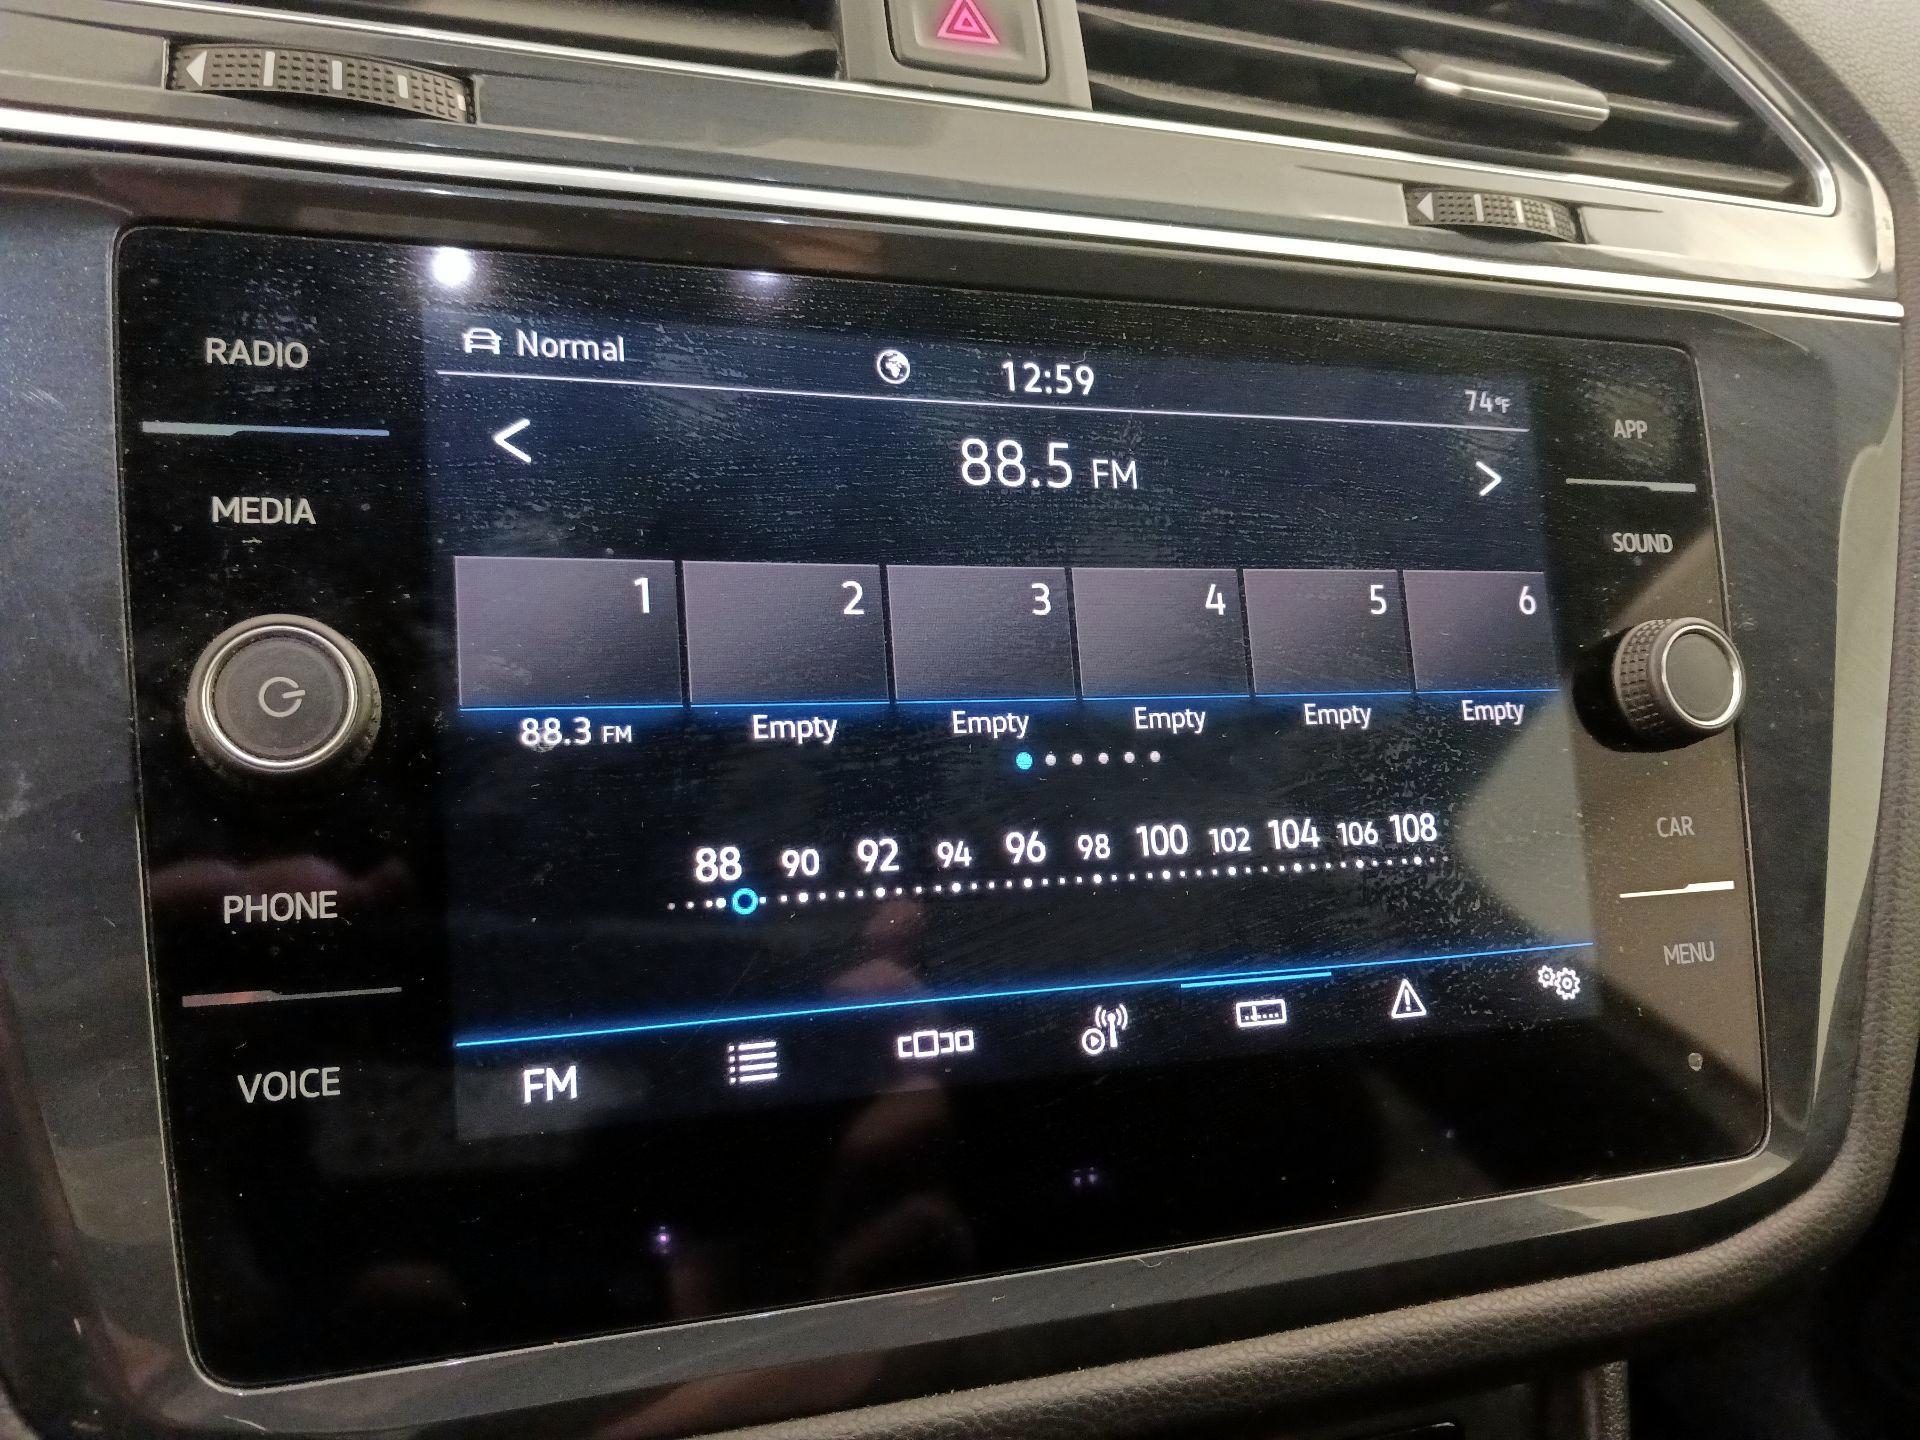 RADIO
MEDIA
PHONE
VOICE
Normal
12:59
74°F
88.5 FM
1 2 3 4 5 6
88.3 FM Empty Empty Empty Empty Empty
88 90 92 94 96 98 100 102 104 106 108
FM
APP
SOUND
CAR
MENU